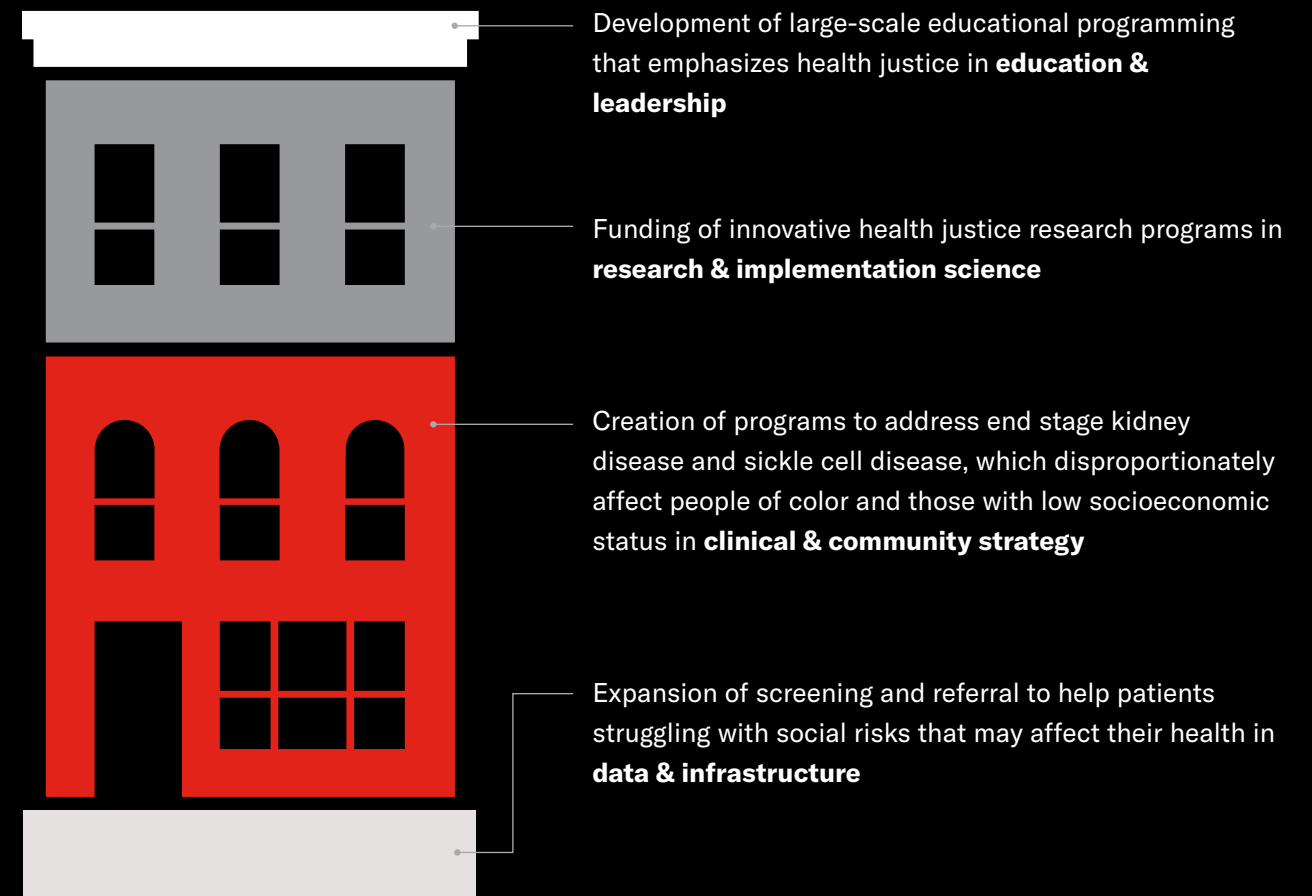 Development of large-scale educational programming
that emphasizes health justice in education &
leadership
Funding of innovative health justice research programs in
research & implementation science
Creation of programs to address end stage kidney
disease and sickle cell disease, which disproportionately
affect people of color and those with low socioeconomic
status in clinical & community strategy
Expansion of screening and referral to help patients
struggling with social risks that may affect their health in
data & infrastructure